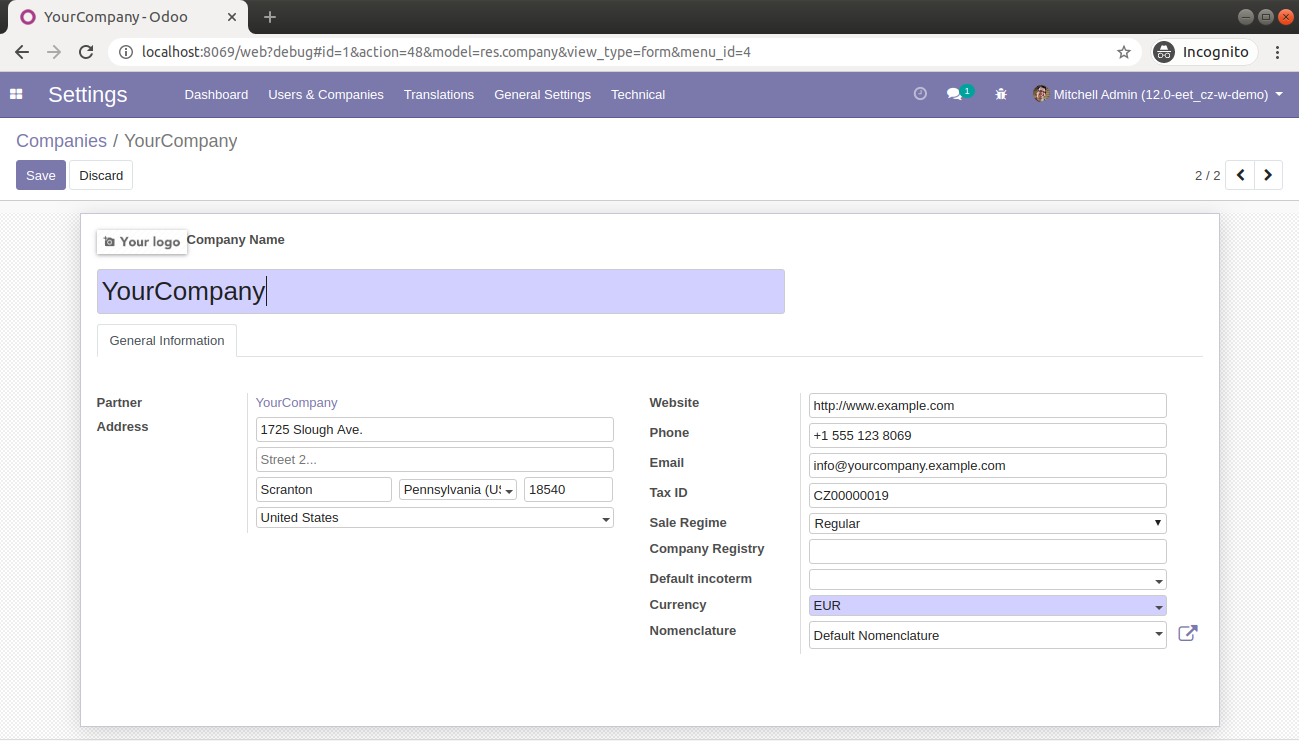 YourCompany - Odoo
localhost:8069/web?debug#id=1&action=48&model=res.company&view_type=form&menu_id=4
Incognito
Settings Dashboard Users & Companies Translations General Settings Technical 1 Mitchell Admin (12.0-eet_cz-w-demo)
Companies / YourCompany
Save Discard 2 / 2
Your logo Company Name
YourCompany
General Information
Partner YourCompany
Address 1725 Slough Ave.
Street 2...
Scranton Pennsylvania (US 18540
United States
Website http://www.example.com
Phone +1 555 123 8069
Email info@yourcompany.example.com
Tax ID CZ00000019
Sale Regime Regular
Company Registry
Default incoterm
Currency EUR
Nomenclature Default Nomenclature